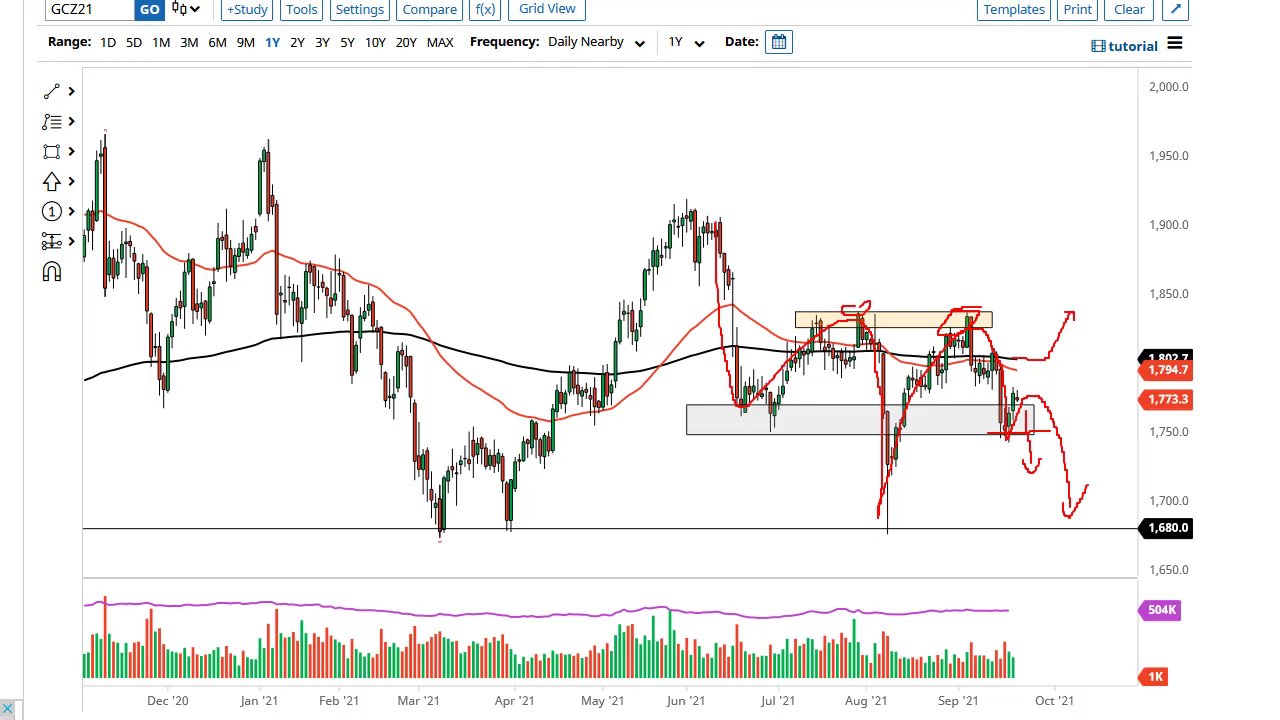 GCZ21 GO +Study Tools Settings Compare f(x) Grid View Templates Print Clear
Range: 1D 5D 1M 3M 6M 9M 1Y 2Y 3Y 5Y 10Y 20Y MAX Frequency: Daily Nearby 1Y Date: tutorial
2,000.0
1,950.0
1,900.0
1,850.0
1,802.7
1,794.7
1,773.3
1,750.0
1,700.0
1,680.0
1,650.0
504K
1K
Dec '20 Jan '21 Feb '21 Mar '21 Apr '21 May '21 Jun '21 Jul '21 Aug '21 Sep '21 Oct '21